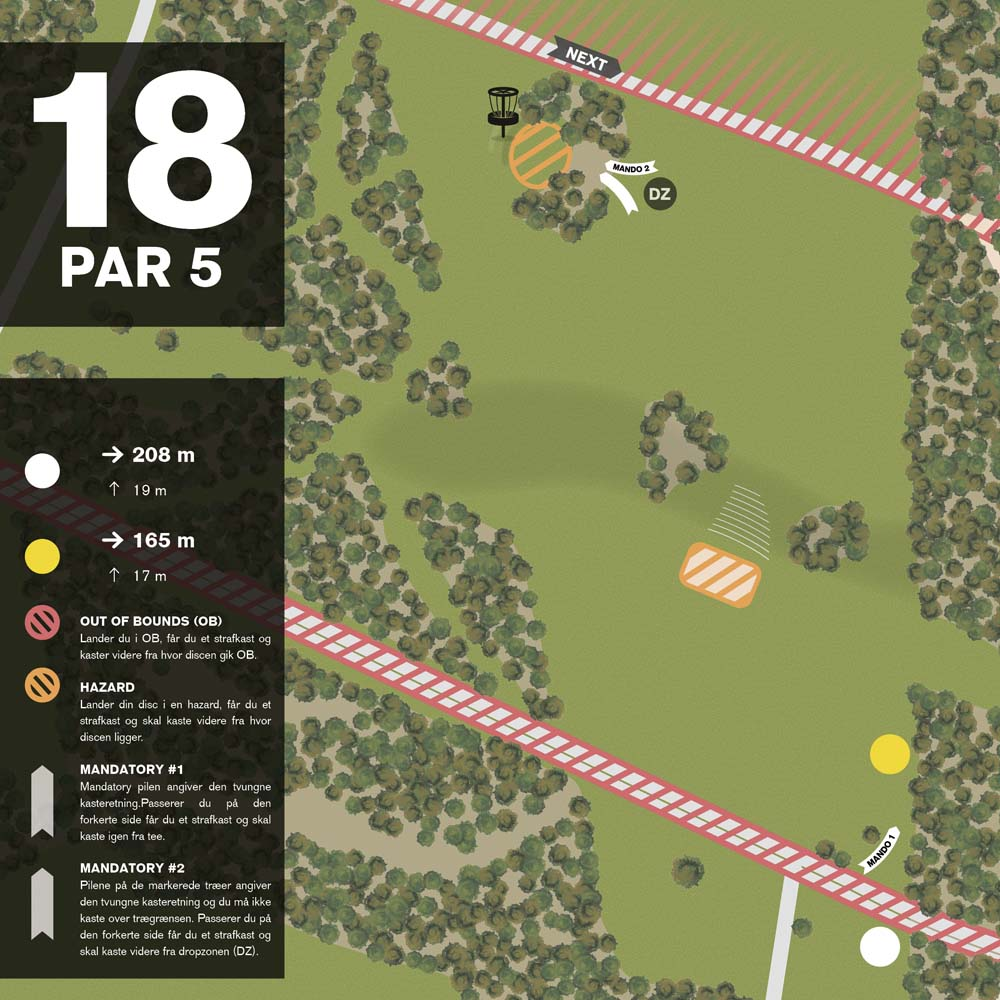 18
PAR 5
NEXT
MANDO 2
DZ
→ 208 m
↑ 19 m
→ 165 m
↑ 17 m
OUT OF BOUNDS (OB)
Lander du i OB, får du et strafkast og
kaster videre fra hvor discen gik OB.
HAZARD
Lander din disc i en hazard, får du et
strafkast og skal kaste videre fra hvor
discen ligger.
MANDATORY #1
Mandatory pilen angiver den tvungne
kasteretning.Passerer du på den
forkerte side får du et strafkast og skal
kaste igen fra tee.
MANDATORY #2
Pilene på de markerede træer angiver
den tvungne kasteretning og du må ikke
kaste over trægrænsen. Passerer du på
den forkerte side får du et strafkast og
skal kaste videre fra dropzonen (DZ).
MANDO 1